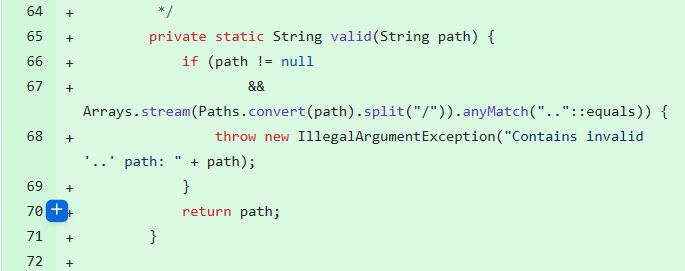 64 + */
65 + private static String valid(String path) {
66 + if (path != null
67 + &&
Arrays.stream(Paths.convert(path).split("/")).anyMatch(".."::equals)) {
68 + throw new IllegalArgumentException("Contains invalid
'..' path: " + path);
69 + }
70 + return path;
71 + }
72 +